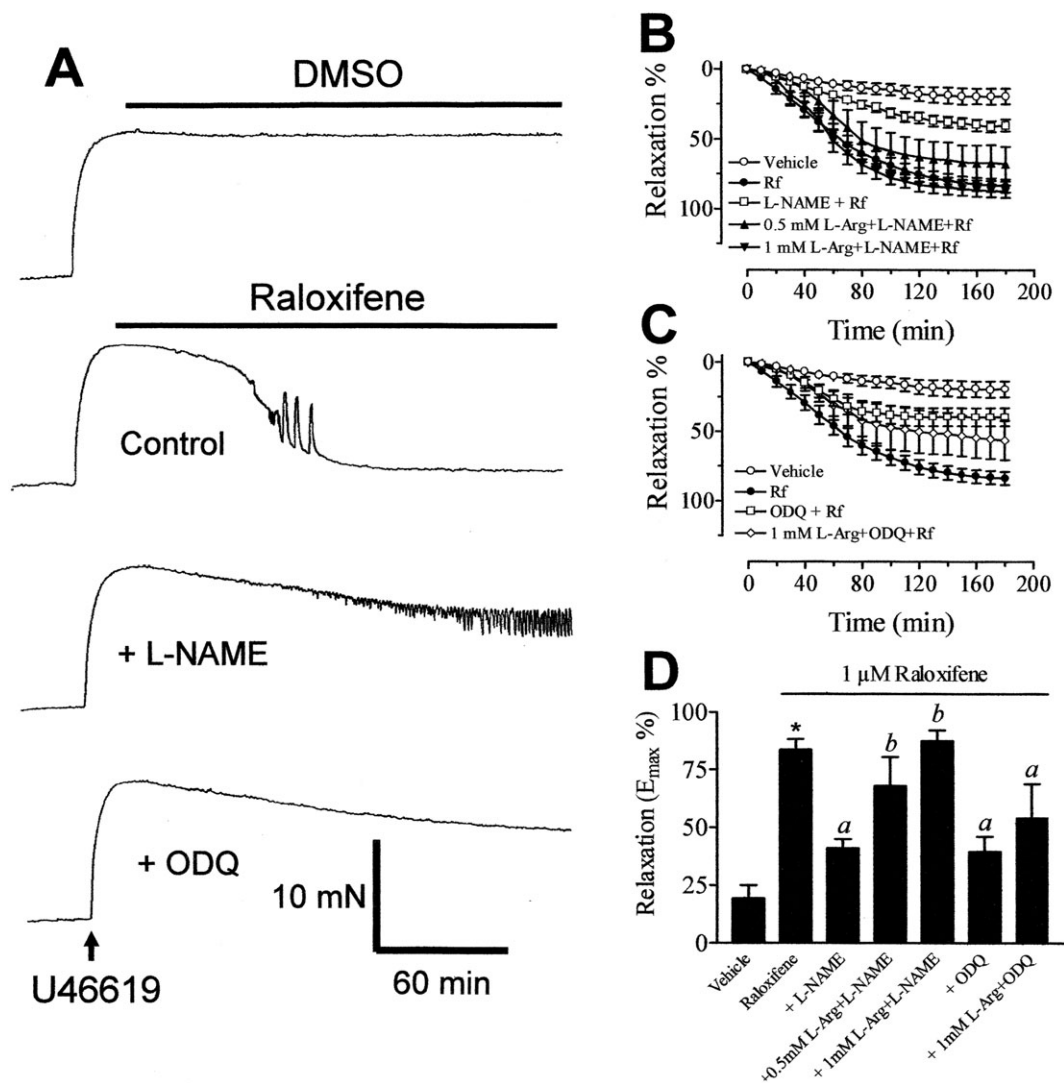 A
DMSO
Raloxifene
Control
+ L-NAME
+ ODQ
U46619
10 mN
60 min
B
Relaxation %
0
50
100
Vehicle
Rf
L-NAME + Rf
0.5 mM L-Arg+L-NAME+Rf
1 mM L-Arg+L-NAME+Rf
0 40 80 120 160 200
Time (min)
C
Relaxation %
0
50
100
Vehicle
Rf
ODQ + Rf
1 mM L-Arg+ODQ+Rf
0 40 80 120 160 200
Time (min)
D
1 µM Raloxifene
Relaxation (Emax %)
100
75
50
25
0
* a b b a a
Vehicle
Raloxifene
+ L-NAME
+0.5mM L-Arg+L-NAME
+ 1mM L-Arg+L-NAME
+ ODQ
+ 1mM L-Arg+ODQ